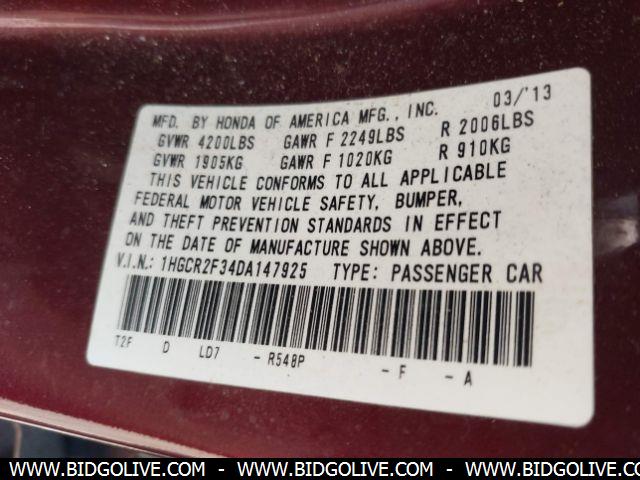 MFD. BY HONDA OF AMERICA MFG., INC. 03/'13
GVWR 4200LBS GAWR F 2249LBS R 2006LBS
GVWR 1905KG GAWR F 1020KG R 910KG
THIS VEHICLE CONFORMS TO ALL APPLICABLE
FEDERAL MOTOR VEHICLE SAFETY, BUMPER,
AND THEFT PREVENTION STANDARDS IN EFFECT
ON THE DATE OF MANUFACTURE SHOWN ABOVE.
V.I.N.: 1HGCR2F34DA147925 TYPE: PASSENGER CAR
T2F D LD7 - R548P - F - A
WWW.BIDGOLIVE.COM - WWW.BIDGOLIVE.COM - WWW.BIDGOLIVE.COM